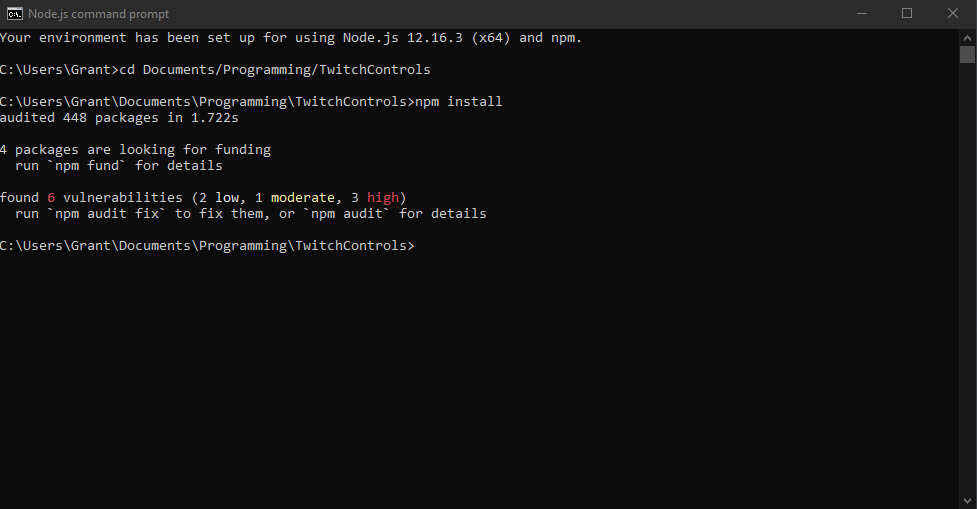 Node.js command prompt
Your environment has been set up for using Node.js 12.16.3 (x64) and npm.
C:\Users\Grant>cd Documents/Programming/TwitchControls
C:\Users\Grant\Documents\Programming\TwitchControls>npm install
audited 448 packages in 1.722s
4 packages are looking for funding
run `npm fund` for details
found 6 vulnerabilities (2 low, 1 moderate, 3 high)
run `npm audit fix` to fix them, or `npm audit` for details
C:\Users\Grant\Documents\Programming\TwitchControls>